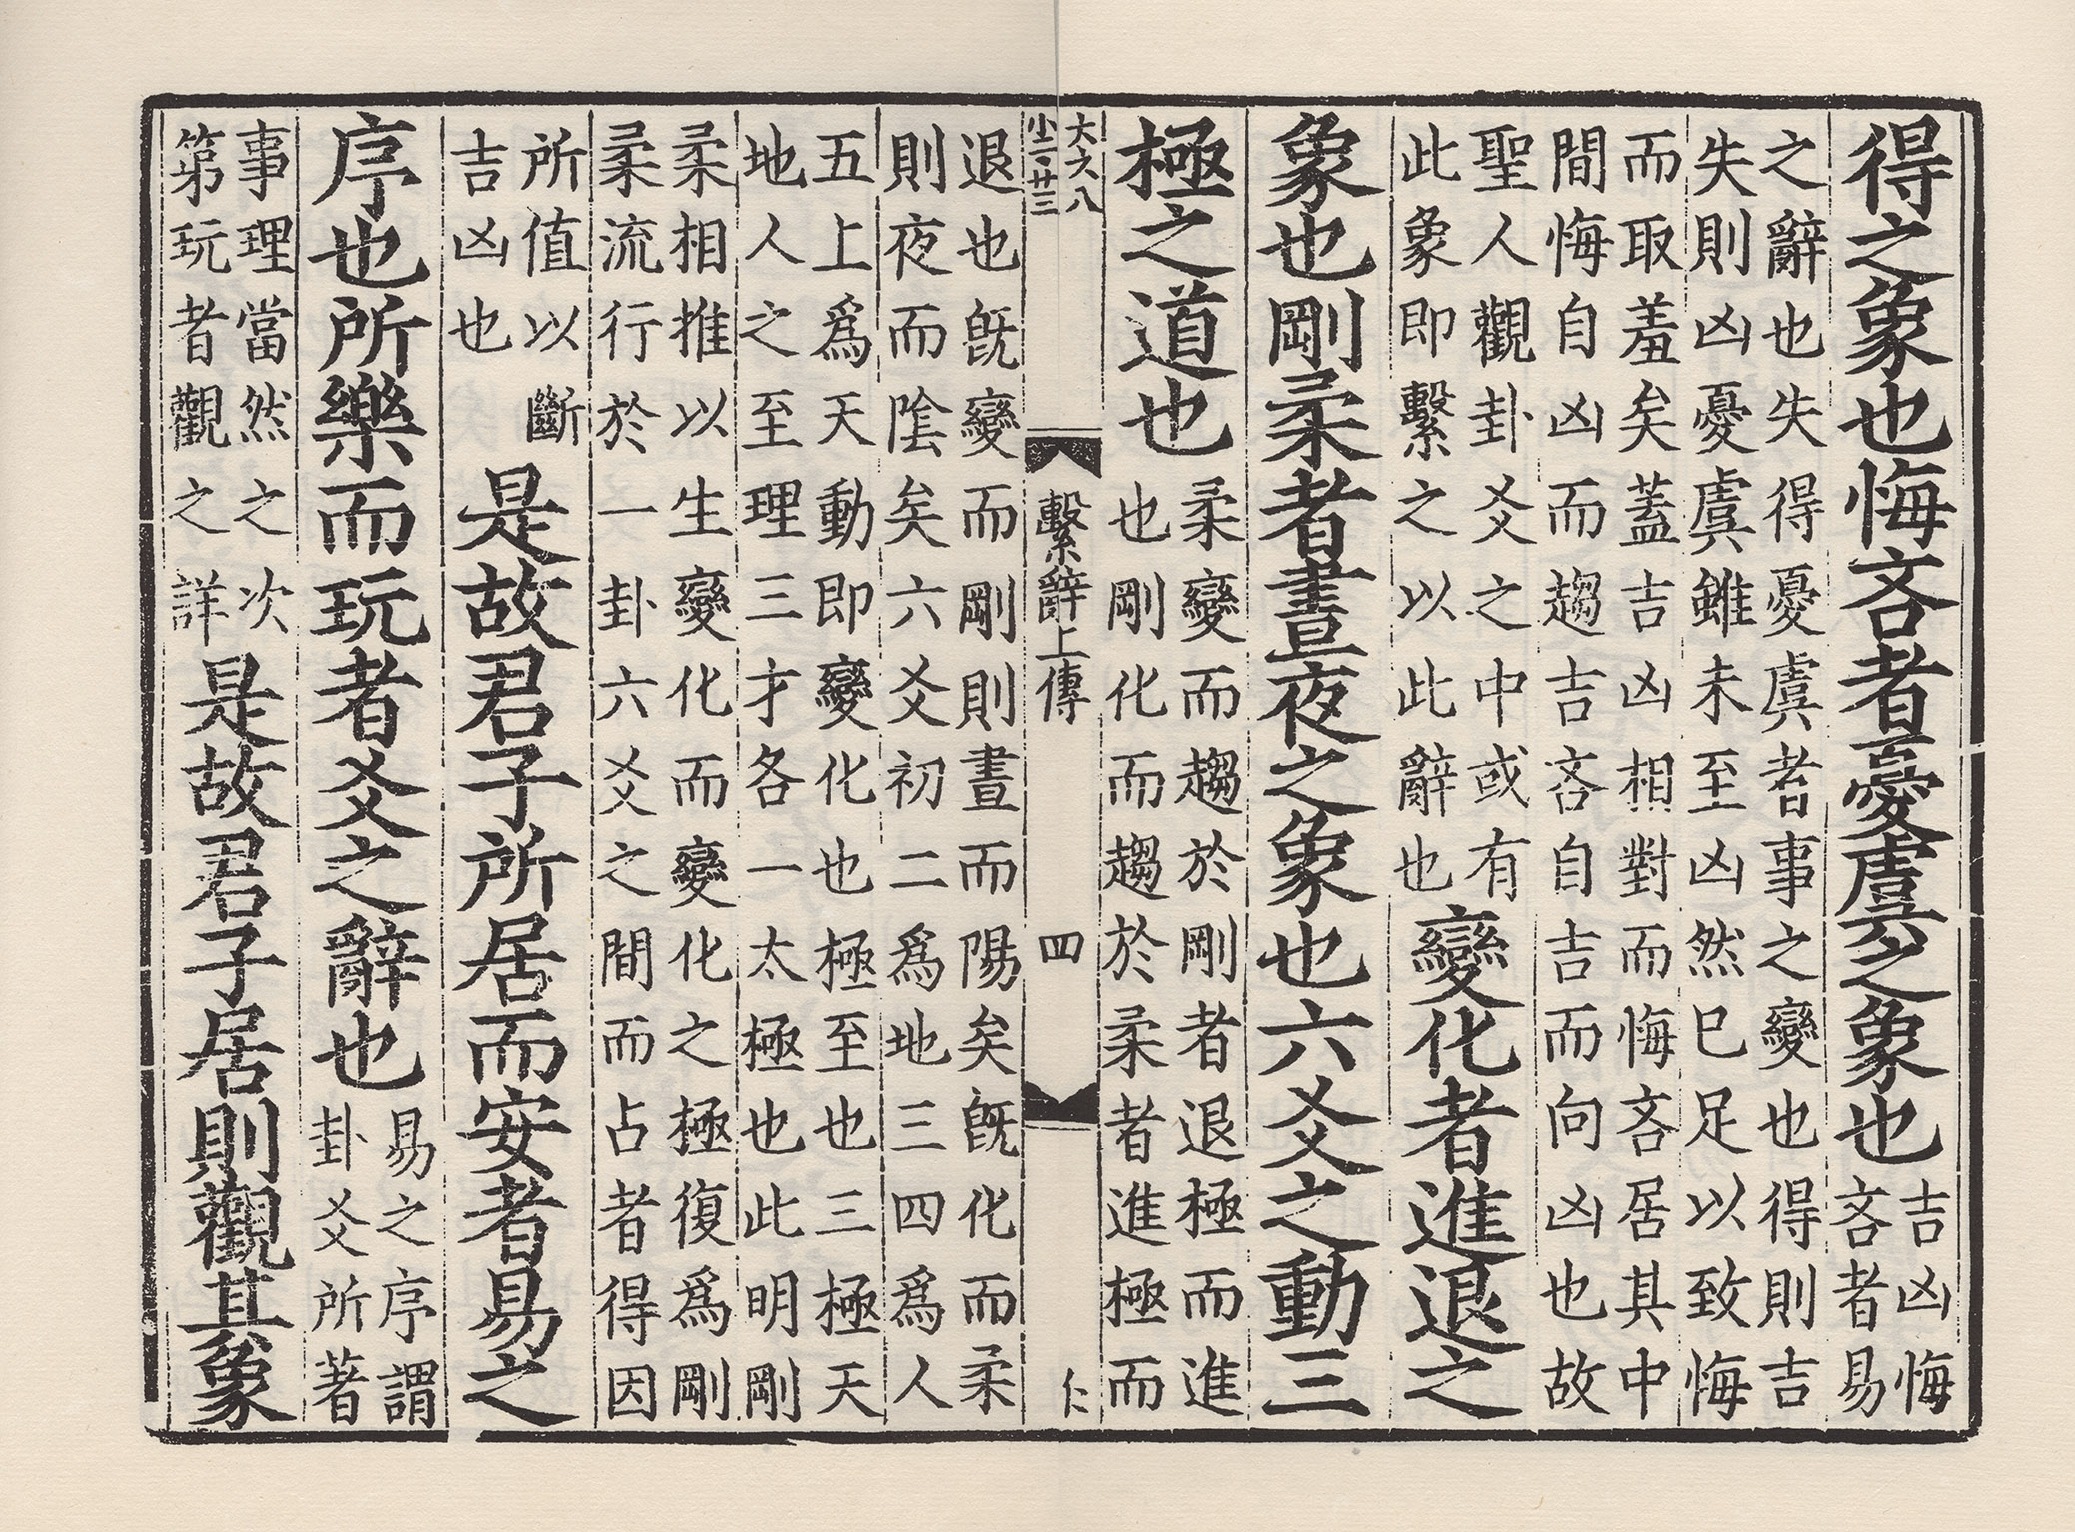 得之象也悔吝者憂虞之象也
吉凶悔
吝者易
之辭也失得憂虞者事之變也得則吉
失則凶憂虞雖未至凶然已足以致悔
而取羞矣蓋吉凶相對而悔吝居其中
間悔自凶而趨吉吝自吉而向凶也故
聖人觀卦爻之中或有
此象即繫之以此辭也
變化者進退之
象也剛柔者晝夜之象也六爻之動三
極之道也
柔變而趨於剛者退極而進
也剛化而趨於柔者進極而
大六八
小二·廿三
繫辭上傳
四
仁
退也旣變而剛則晝而陽矣旣化而柔
則夜而陰矣六爻初二爲地三四爲人
五上爲天動即變化也極至也三極天
地人之至理三才各一太極也此明剛
柔相推以生變化而變化之極復爲剛
柔流行於一卦六爻之間而占者得因
所值以斷
吉凶也
是故君子所居而安者易之
序也所樂而玩者爻之辭也
易之序謂
卦爻所著
事理當然之次
第玩者觀之詳
是故君子居則觀其象